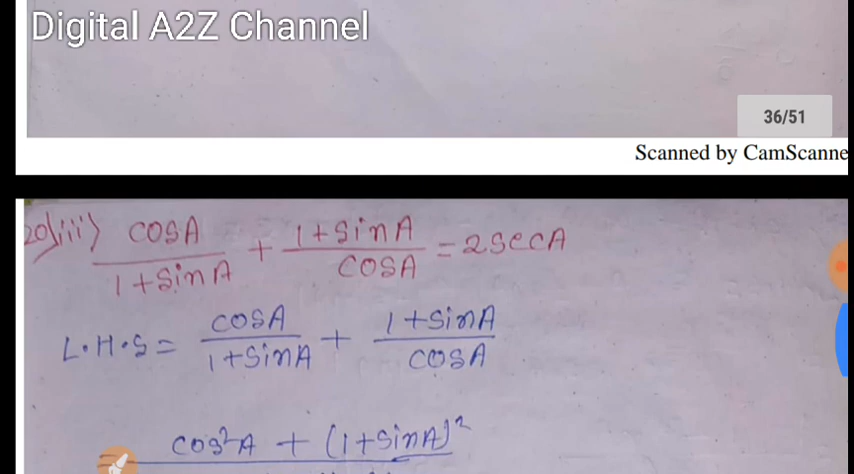 Digital A2Z Channel
36/51
Scanned by CamScanne
20)iii) cosA/1+sinA + 1+sinA/cosA = 2secA
L.H.S = cosA/1+sinA + 1+sinA/cosA
cos²A + (1+sinA)²